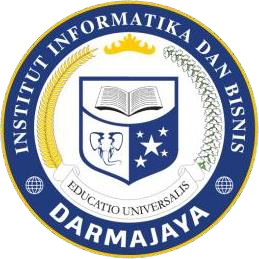 INSTITUT INFORMATIKA DAN BISNIS
EDUCATIO UNIVERSALIS
DARMAJAYA